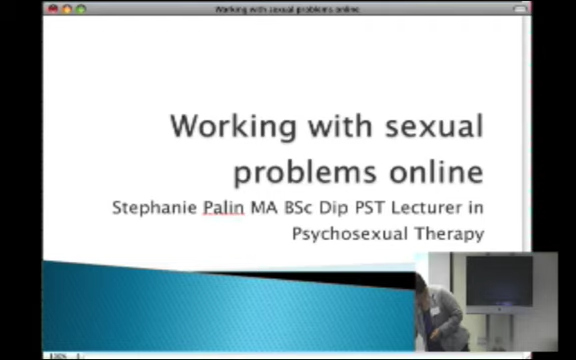 Working with sexual problems online
Working with sexual
problems online
Stephanie Palin MA BSc Dip PST Lecturer in
Psychosexual Therapy